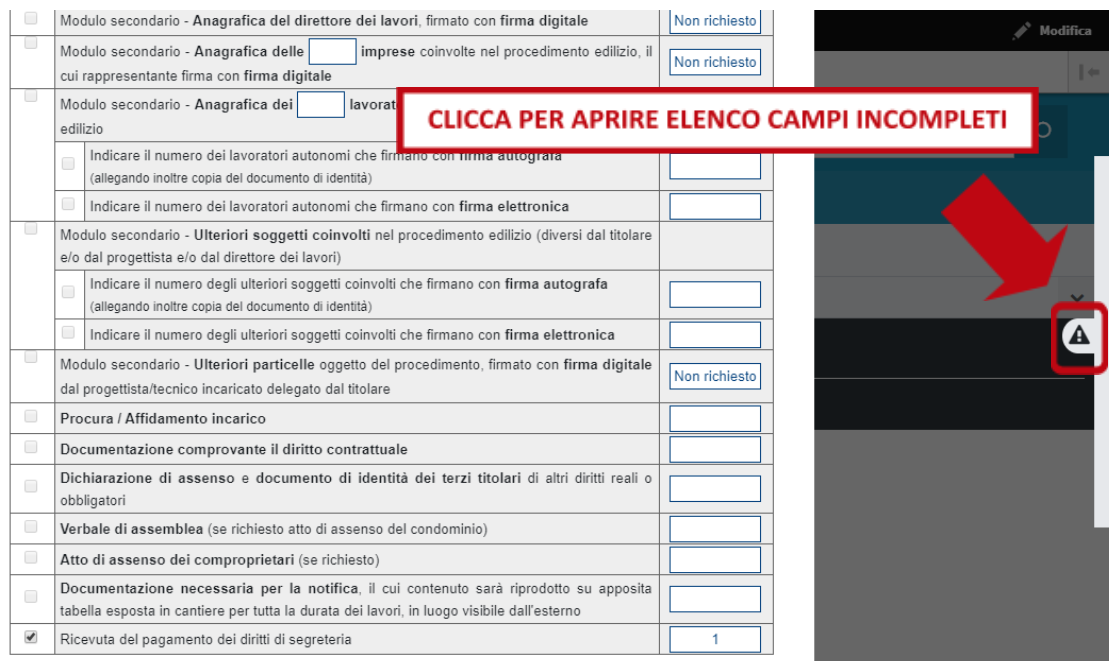 Modulo secondario - Anagrafica del direttore dei lavori, firmato con firma digitale
Non richiesto
Modifica
Modulo secondario - Anagrafica delle imprese coinvolte nel procedimento edilizio, il
cui rappresentante firma con firma digitale
Non richiesto
Modulo secondario - Anagrafica dei lavorat
edilizio
CLICCA PER APRIRE ELENCO CAMPI INCOMPLETI
Indicare il numero dei lavoratori autonomi che firmano con firma autografa
(allegando inoltre copia del documento di identità)
Indicare il numero dei lavoratori autonomi che firmano con firma elettronica
Modulo secondario - Ulteriori soggetti coinvolti nel procedimento edilizio (diversi dal titolare
e/o dal progettista e/o dal direttore dei lavori)
Indicare il numero degli ulteriori soggetti coinvolti che firmano con firma autografa
(allegando inoltre copia del documento di identità)
Indicare il numero degli ulteriori soggetti coinvolti che firmano con firma elettronica
Modulo secondario - Ulteriori particelle oggetto del procedimento, firmato con firma digitale
dal progettista/tecnico incaricato delegato dal titolare
Non richiesto
Procura / Affidamento incarico
Documentazione comprovante il diritto contrattuale
Dichiarazione di assenso e documento di identità dei terzi titolari di altri diritti reali o
obbligatori
Verbale di assemblea (se richiesto atto di assenso del condominio)
Atto di assenso dei comproprietari (se richiesto)
Documentazione necessaria per la notifica, il cui contenuto sarà riprodotto su apposita
tabella esposta in cantiere per tutta la durata dei lavori, in luogo visibile dall'esterno
Ricevuta del pagamento dei diritti di segreteria
1